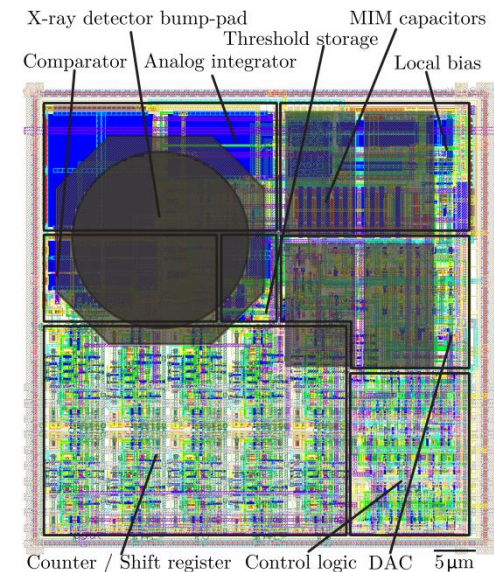 X-ray detector bump-pad
MIM capacitors
Threshold storage
Comparator
Analog integrator
Local bias
Counter / Shift register
Control logic
DAC
5 μm